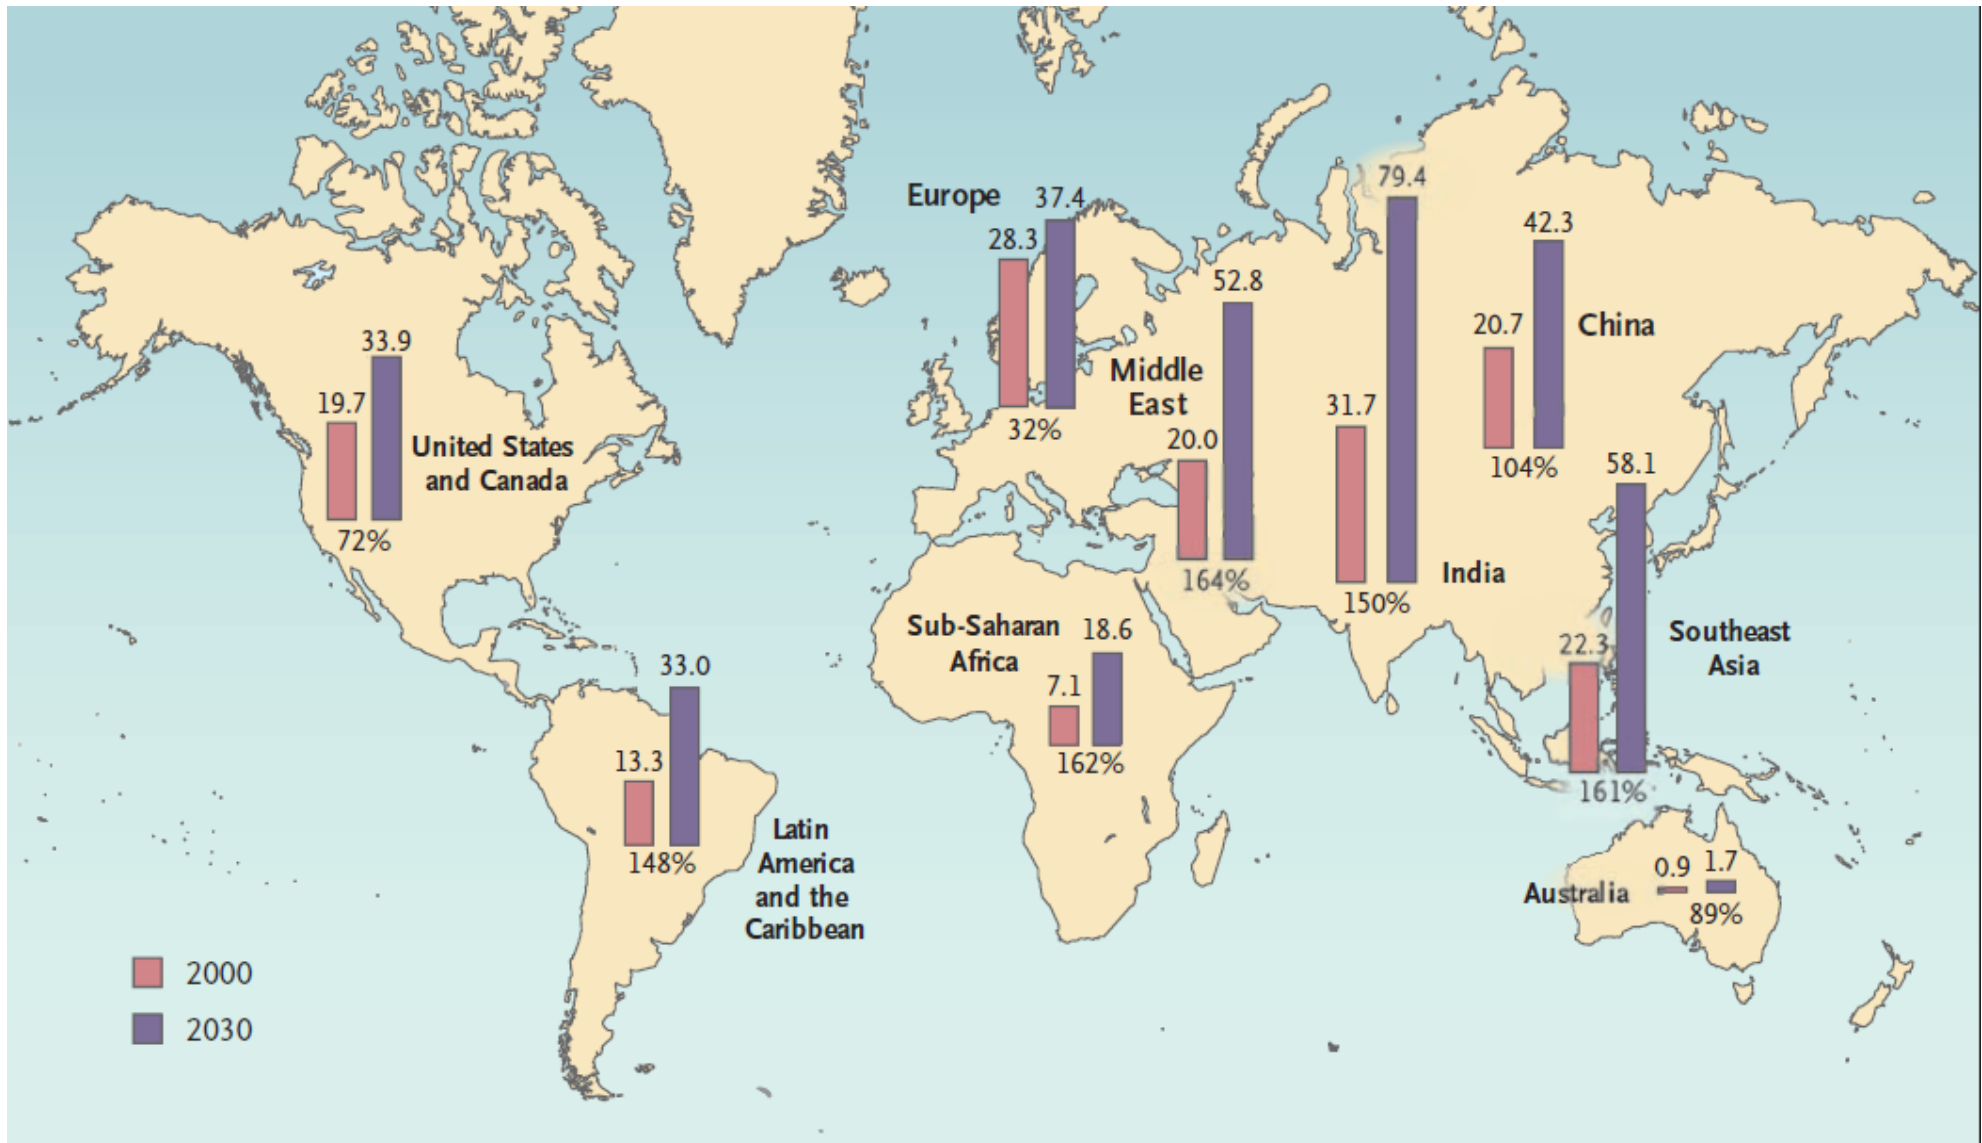 Europe
28.3
37.4
32%
79.4
31.7
150%
India
42.3
20.7
China
104%
52.8
Middle
East
20.0
164%
33.9
19.7
United States
and Canada
72%
58.1
22.3
Southeast
Asia
161%
Sub-Saharan
Africa
18.6
7.1
162%
33.0
13.3
148%
Latin
America
and the
Caribbean
0.9 1.7
Australia
89%
2000
2030